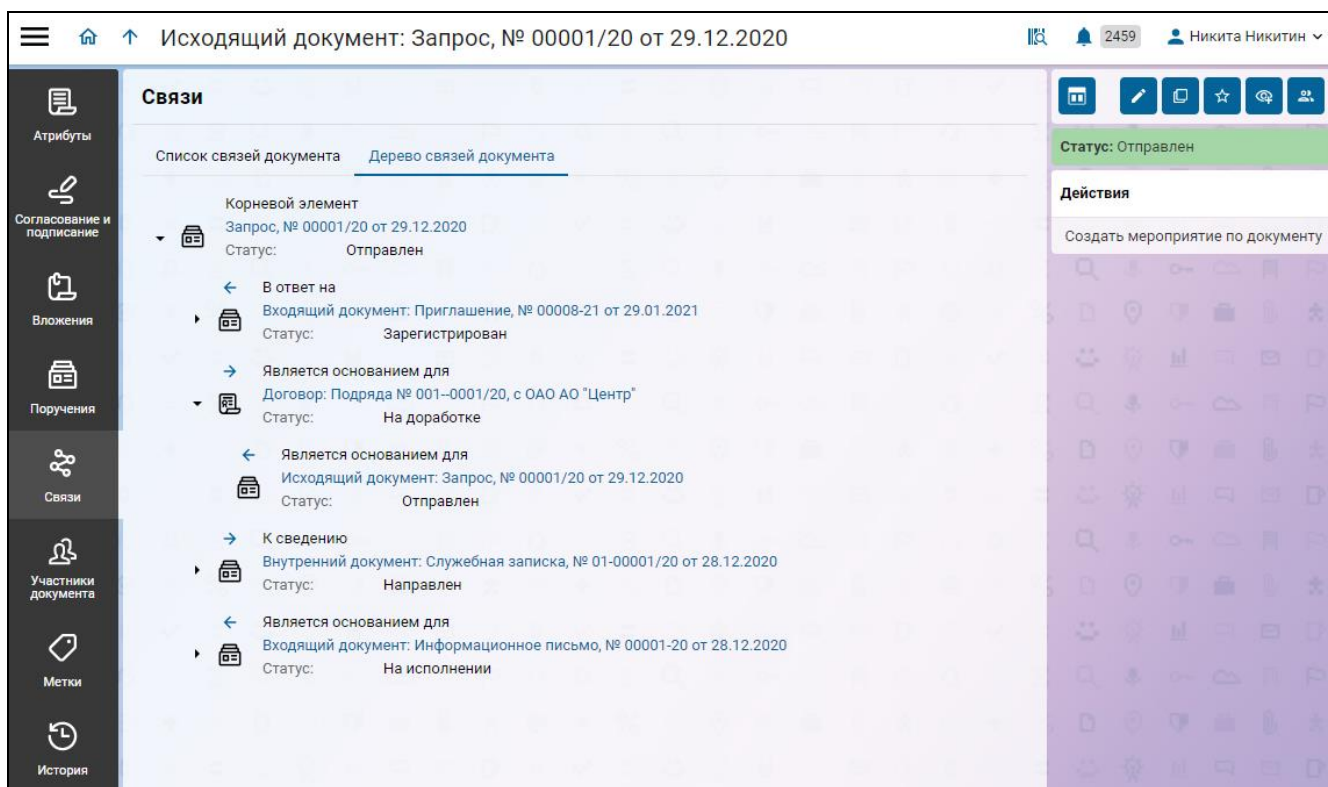 Исходящий документ: Запрос, № 00001/20 от 29.12.2020
2459
Никита Никитин
Атрибуты
Согласование и
подписание
Вложения
Поручения
Связи
Участники
документа
Метки
История
Связи
Список связей документа
Дерево связей документа
Корневой элемент
Запрос, № 00001/20 от 29.12.2020
Статус: Отправлен
В ответ на
Входящий документ: Приглашение, № 00008-21 от 29.01.2021
Статус: Зарегистрирован
Является основанием для
Договор: Подряда № 001--0001/20, с ОАО АО "Центр"
Статус: На доработке
Является основанием для
Исходящий документ: Запрос, № 00001/20 от 29.12.2020
Статус: Отправлен
К сведению
Внутренний документ: Служебная записка, № 01-00001/20 от 28.12.2020
Статус: Направлен
Является основанием для
Входящий документ: Информационное письмо, № 00001-20 от 28.12.2020
Статус: На исполнении
Статус: Отправлен
Действия
Создать мероприятие по документу